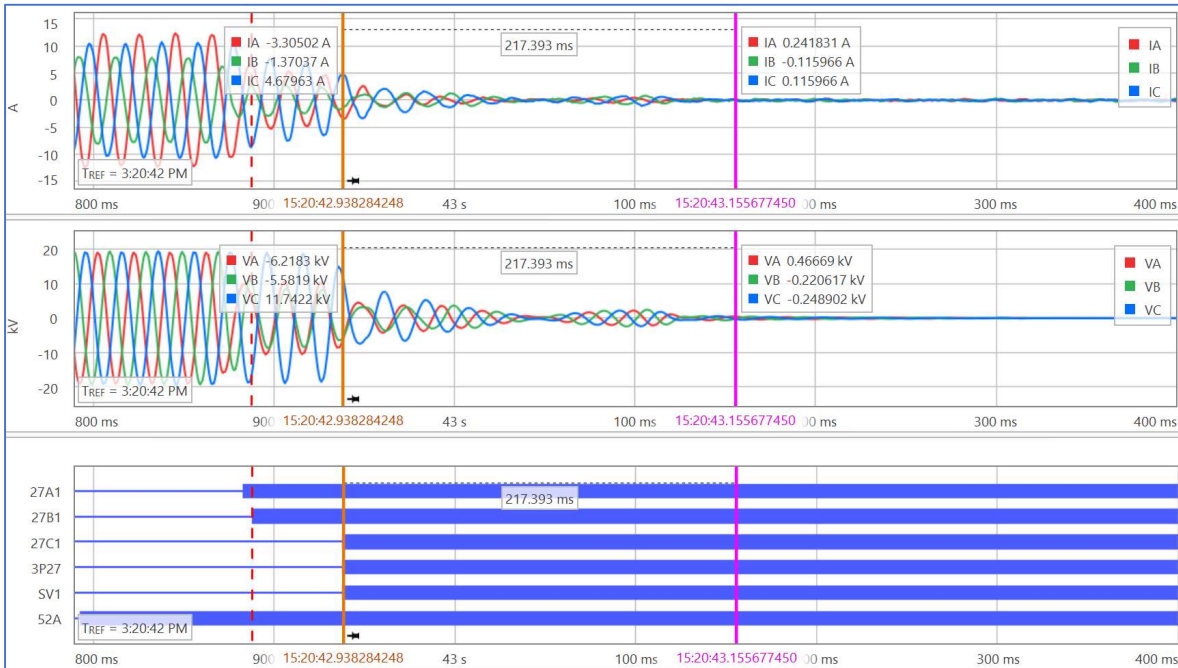 15
10
5
0
-5
-10
-15
A
IA -3.30502 A
IB -1.37037 A
IC 4.67963 A
217.393 ms
IA 0.241831 A
IB -0.115966 A
IC 0.115966 A
IA
IB
IC
TREF = 3:20:42 PM
800 ms
900
15:20:42.938284248
43 s
100 ms
15:20:43.155677450
00 ms
300 ms
400 ms
20
10
0
-10
-20
kV
VA -6.2183 kV
VB -5.5819 kV
VC 11.7422 kV
217.393 ms
VA 0.46669 kV
VB -0.220617 kV
VC -0.248902 kV
VA
VB
VC
TREF = 3:20:42 PM
800 ms
900
15:20:42.938284248
43 s
100 ms
15:20:43.155677450
00 ms
300 ms
400 ms
27A1
27B1
27C1
3P27
SV1
52A
217.393 ms
TREF = 3:20:42 PM
800 ms
900
15:20:42.938284248
43 s
100 ms
15:20:43.155677450
00 ms
300 ms
400 ms